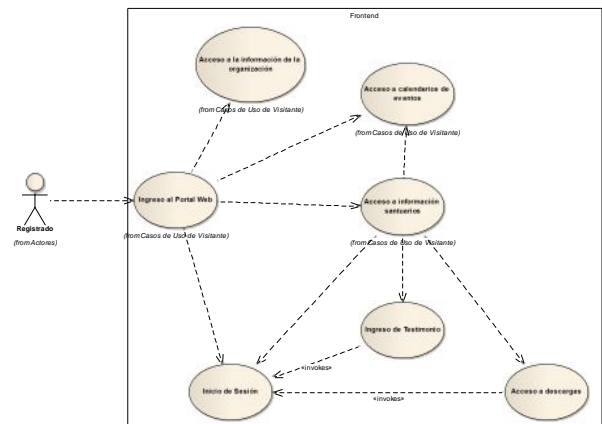 Frontend
Acceso a la información de la
organización
(from Casos de Uso de Visitante)
Acceso a calendarios de
eventos
(from Casos de Uso de Visitante)
Ingreso al Portal Web
(from Casos de Uso de Visitante)
Acceso a información
santuarios
(from Casos de Uso de Visitante)
Registrado
(from Actores)
Ingreso de Testimonio
«invokes»
Inicio de Sesión
«invokes»
Acceso a descargas